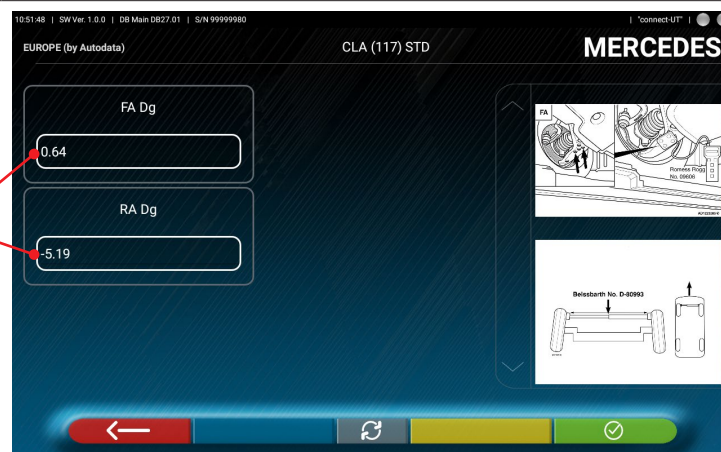 10:51:48 | SW Ver. 1.0.0 | DB Main DB27.01 | S/N 99999980 | "connect-UT" |
EUROPE (by Autodata) CLA (117) STD MERCEDES
FA Dg
0.64
RA Dg
-5.19
FA
Romess Rogg
No. 09606
Beissbarth No. D-80993